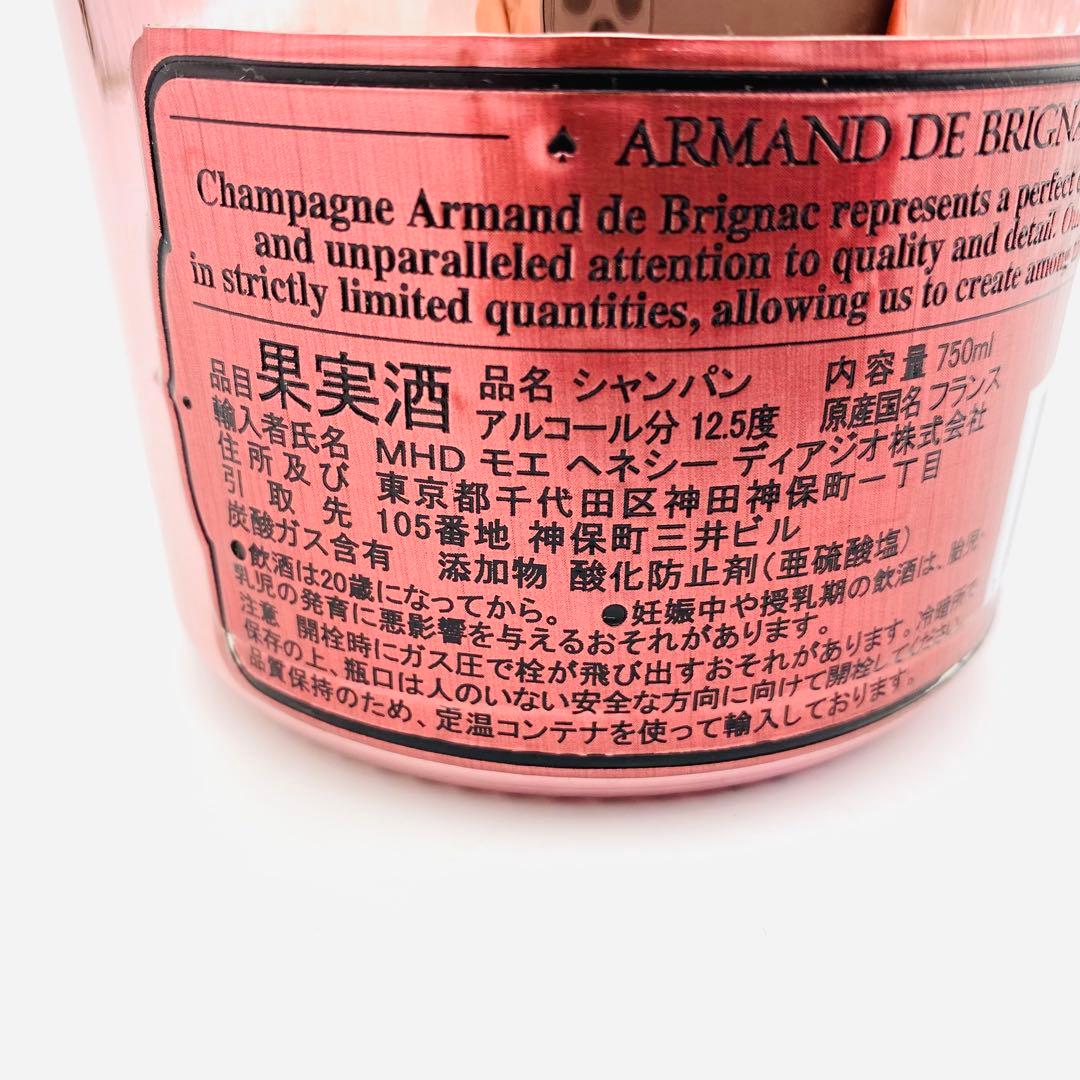 ARMAND DE BRIGNA
Champagne Armand de Brignac represents a perfect
and unparalleled attention to quality and detail.
in strictly limited quantities, allowing us to create among
品目 果実酒 品名 シャンパン 内容量 750ml
アルコール分 12.5度 原産国名 フランス
輸入者氏名 MHD モエ ヘネシー ディアジオ株式会社
住所及び 東京都千代田区神田神保町一丁目
引取先 105番地 神保町三井ビル
炭酸ガス含有 添加物 酸化防止剤(亜硫酸塩)
●飲酒は20歳になってから。 ●妊娠中や授乳期の飲酒は、胎児・
乳児の発育に悪影響を与えるおそれがあります。
注意 開栓時にガス圧で栓が飛び出すおそれがあります。冷暗所で
保存の上、瓶口は人のいない安全な方向に向けて開栓してください。
品質保持のため、定温コンテナを使って輸入しております。